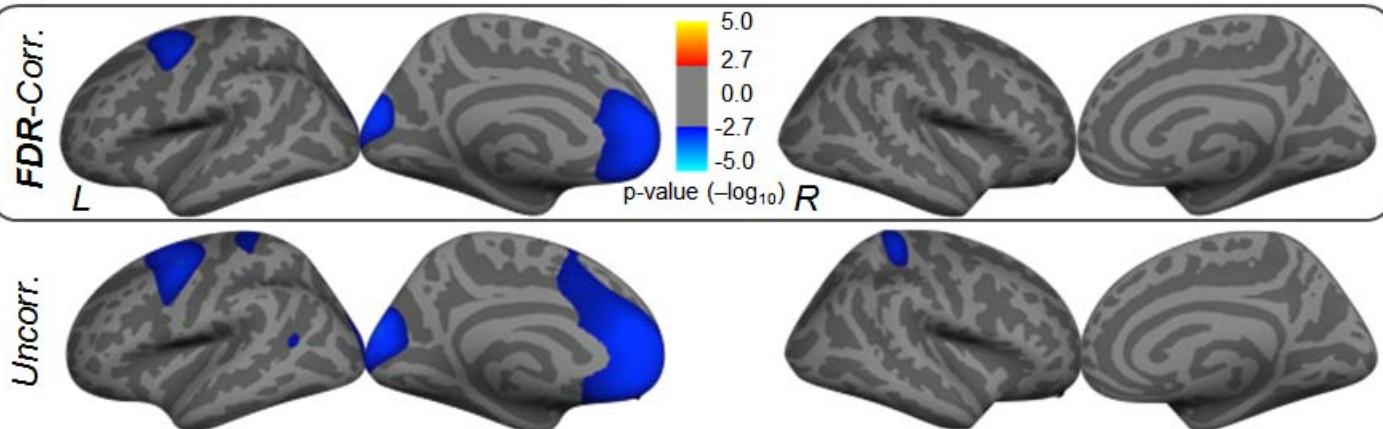 FDR-Corr.
L
5.0
2.7
0.0
-2.7
-5.0
p-value (–log10)
R
Uncorr.